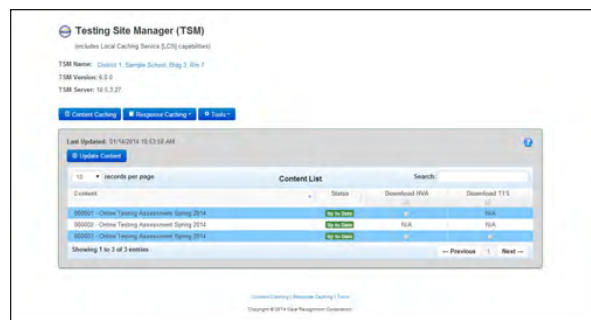 Testing Site Manager (TSM)
(includes Local Caching Service [LCS] capabilities)
TSM Name: District 1, Sample School, Bldg 2, Rm 7
TSM Version: 6.0.0
TSM Server: 10.5.3.27
Content Caching Response Caching Tools
Last Updated: 01/14/2014 10:53:58 AM
Update Content
10 records per page Content List Search:
Content Status Download HVA Download TTS
000001 - Online Testing Assessment Spring 2014 Up to Date N/A
000002 - Online Testing Assessment Spring 2014 Up to Date N/A N/A
000003 - Online Testing Assessment Spring 2014 Up to Date
Showing 1 to 3 of 3 entries ← Previous 1 Next →
Content Caching | Response Caching | Tools
Copyright © 2014 Data Recognition Corporation